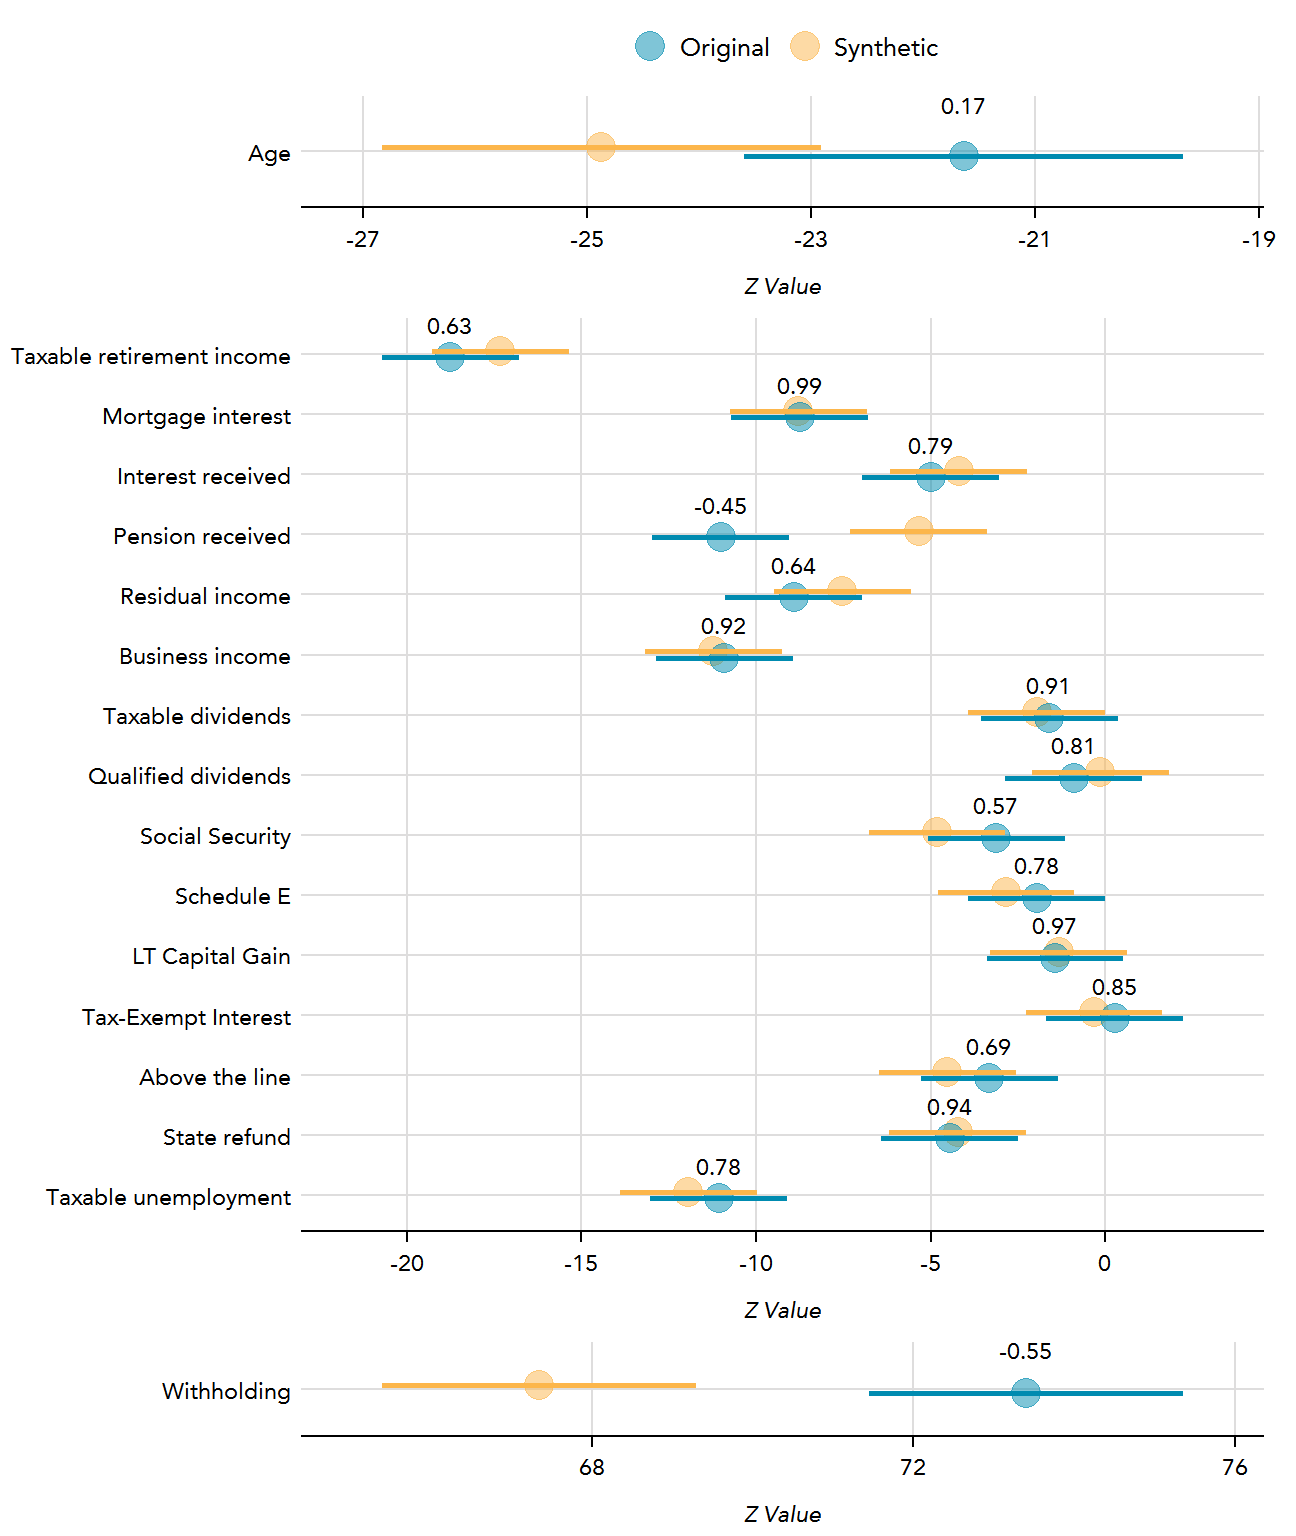 Original Synthetic
0.17
Age
-27 -25 -23 -21 -19
Z Value
0.63
Taxable retirement income
0.99
Mortgage interest
0.79
Interest received
-0.45
Pension received
0.64
Residual income
0.92
Business income
0.91
Taxable dividends
0.81
Qualified dividends
0.57
Social Security
0.78
Schedule E
0.97
LT Capital Gain
0.85
Tax-Exempt Interest
0.69
Above the line
0.94
State refund
0.78
Taxable unemployment
-20 -15 -10 -5 0
Z Value
-0.55
Withholding
68 72 76
Z Value